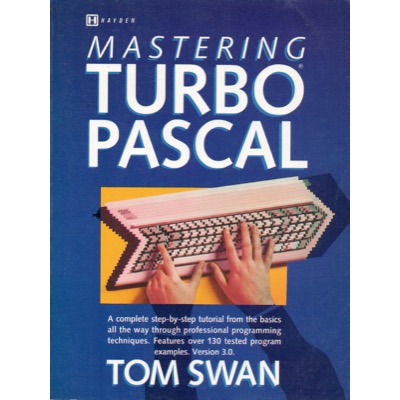 H HAYDEN
MASTERING
TURBO®
PASCAL
A complete step-by-step tutorial from the basics
all the way through professional programming
techniques. Features over 130 tested program
examples. Version 3.0.
TOM SWAN